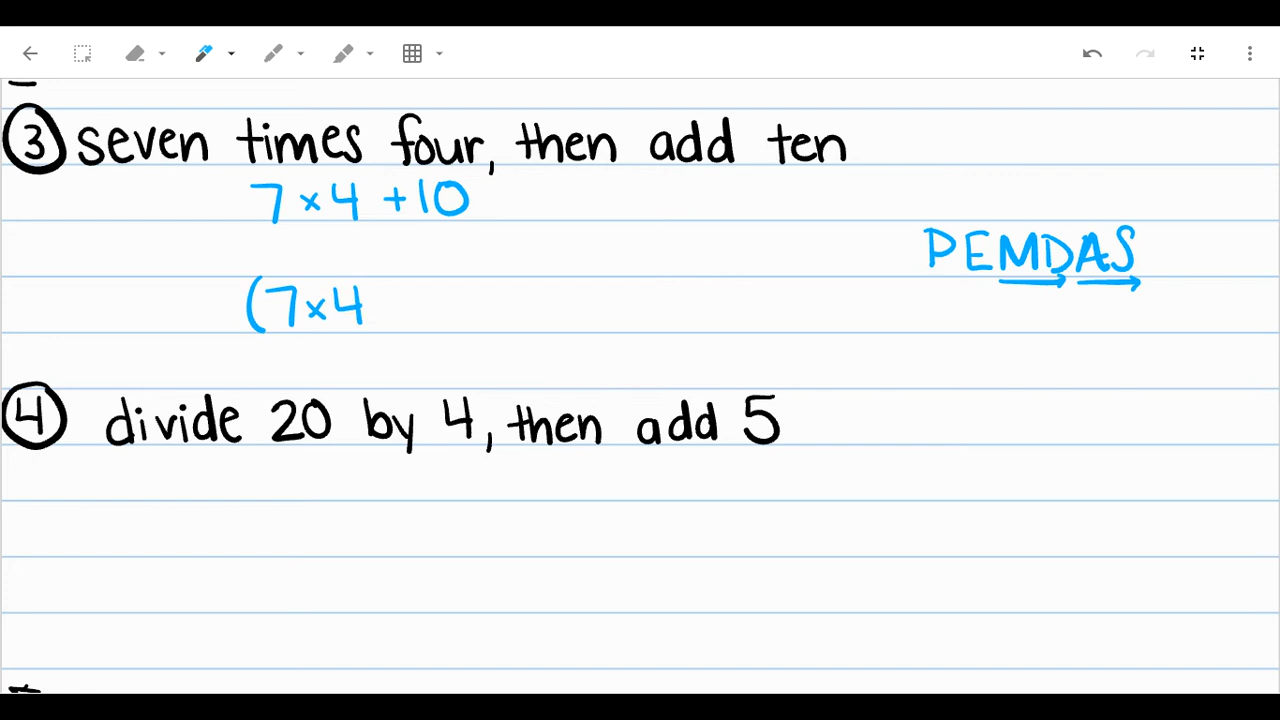 ③ seven times four, then add ten
7 × 4 + 10
PEMDAS
(7 × 4
④ divide 20 by 4, then add 5